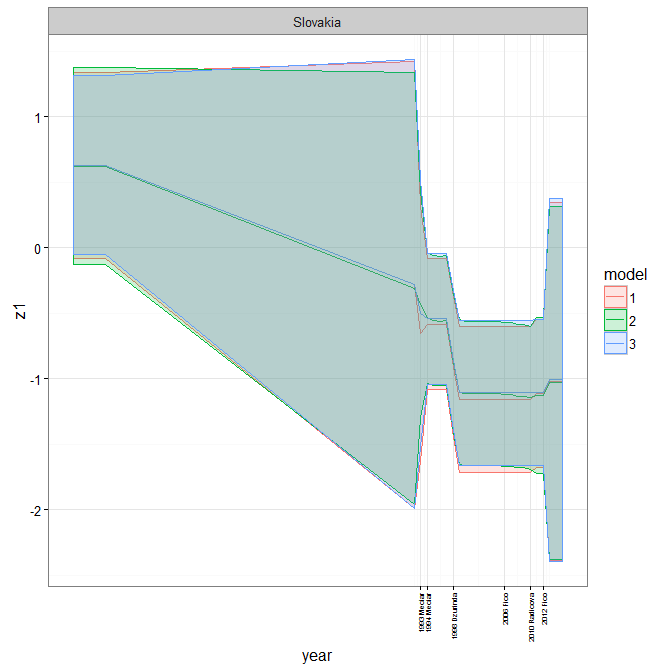 Slovakia
z1
1
0
-1
-2
1993 Meciar
1994 Meciar
1998 Dzurinda
2006 Fico
2010 Radicova
2012 Fico
year
model
1
2
3